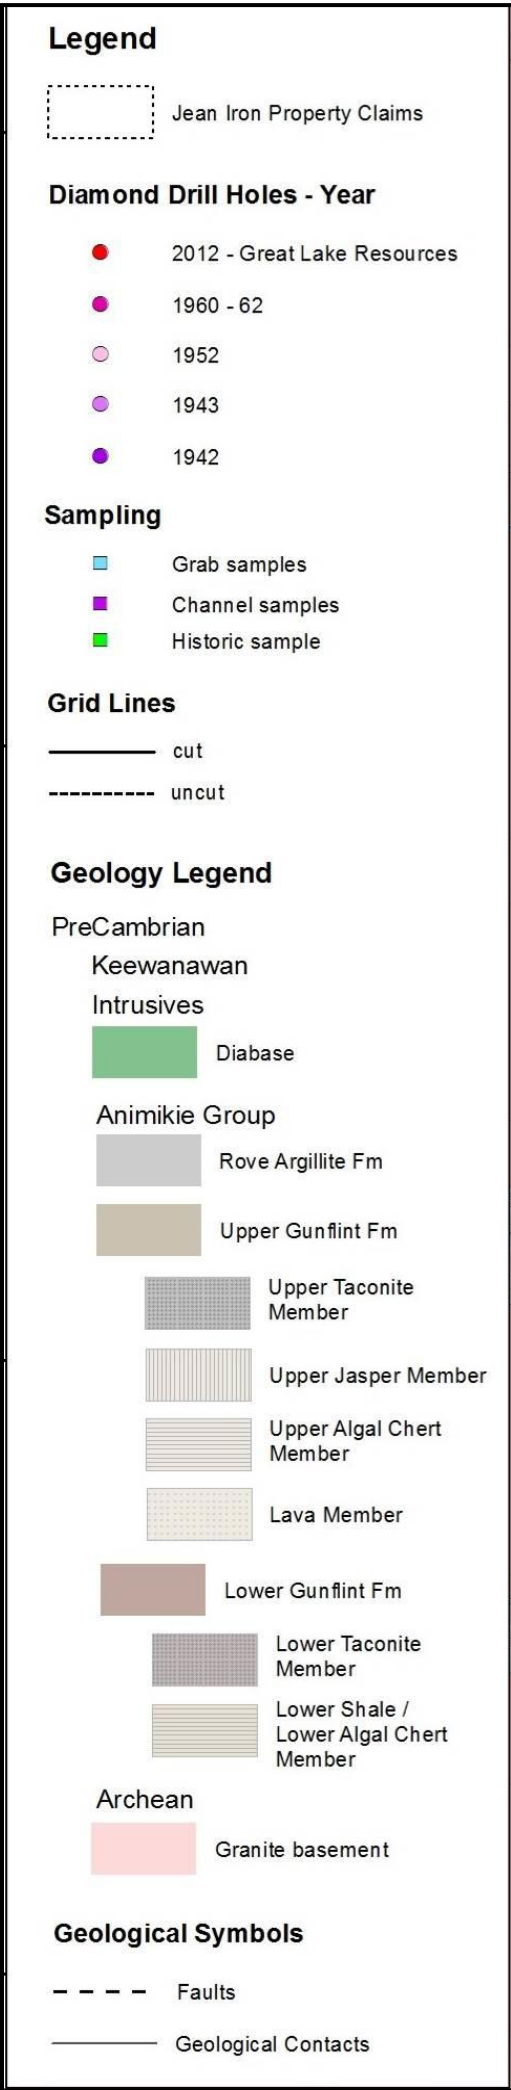 Legend
Jean Iron Property Claims
Diamond Drill Holes - Year
2012 - Great Lake Resources
1960 - 62
1952
1943
1942
Sampling
Grab samples
Channel samples
Historic sample
Grid Lines
cut
uncut
Geology Legend
PreCambrian
Keewanawan
Intrusives
Diabase
Animikie Group
Rove Argillite Fm
Upper Gunflint Fm
Upper Taconite
Member
Upper Jasper Member
Upper Algal Chert
Member
Lava Member
Lower Gunflint Fm
Lower Taconite
Member
Lower Shale /
Lower Algal Chert
Member
Archean
Granite basement
Geological Symbols
Faults
Geological Contacts